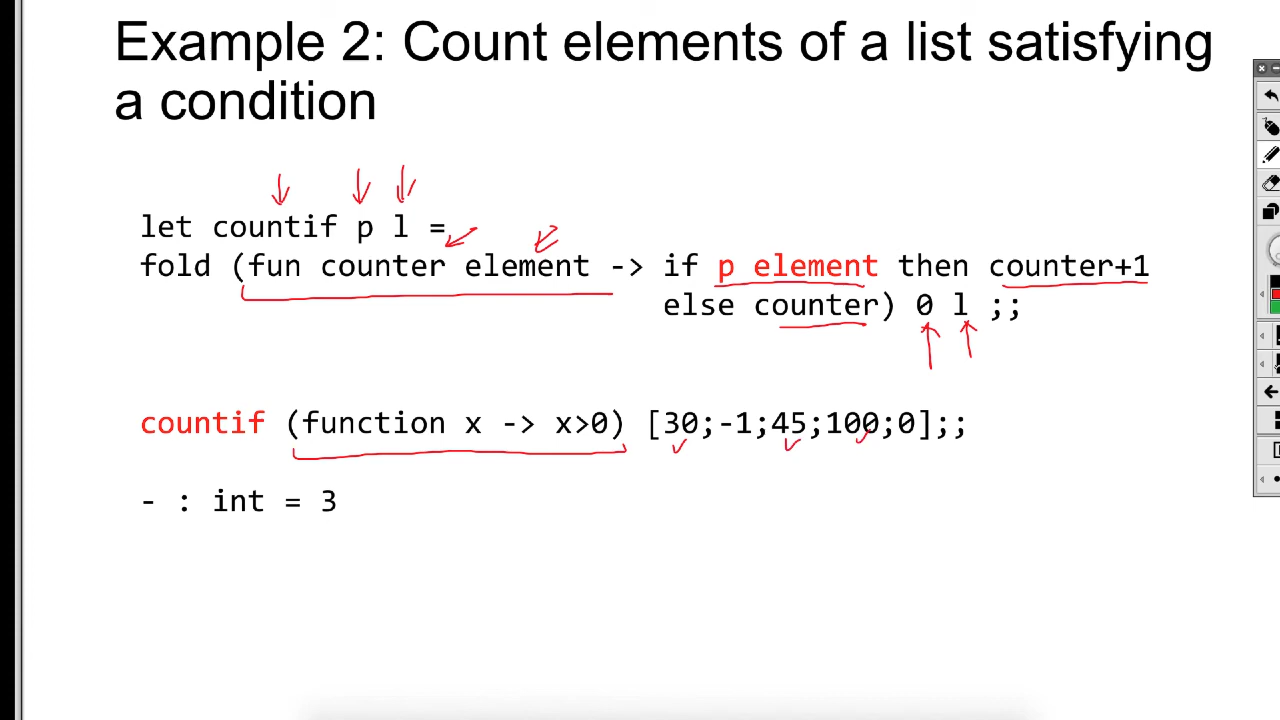 Example 2: Count elements of a list satisfying
a condition
let countif p l =
fold (fun counter element -> if p element then counter+1
else counter) 0 l ;;
countif (function x -> x>0) [30;-1;45;100;0];;
- : int = 3